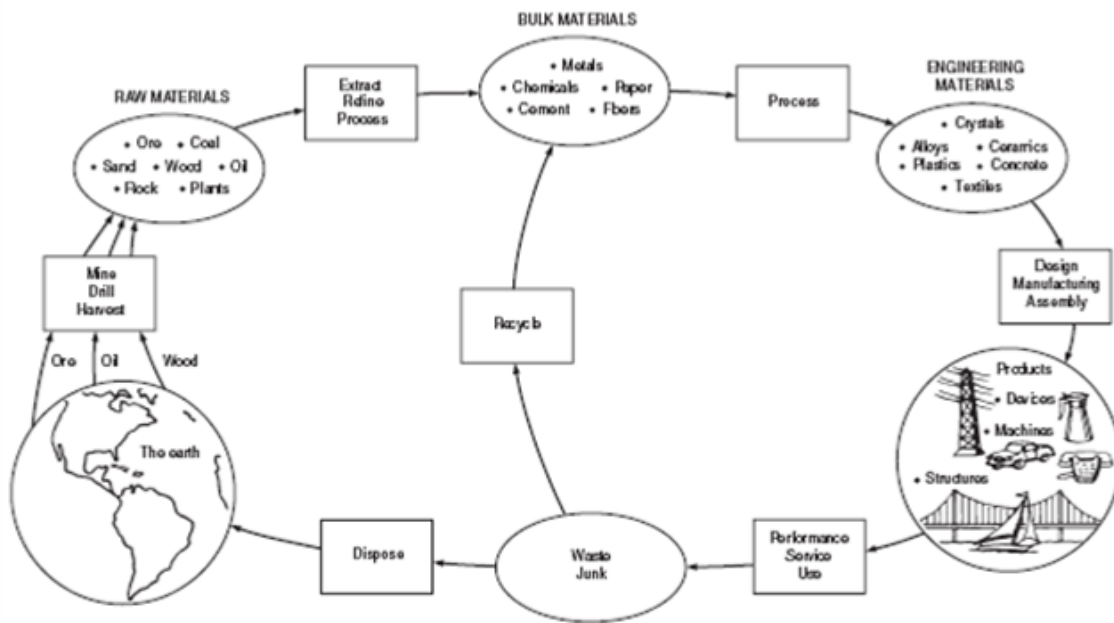 BULK MATERIALS
• Metals
• Chemicals • Paper
• Cement • Fibers
Extract
Refine
Process
Process
ENGINEERING
MATERIALS
• Crystals
• Alloys • Ceramics
• Plastics • Concrete
• Textiles
RAW MATERIALS
• Ore • Coal
• Sand • Wood • Oil
• Rock • Plants
Mine
Drill
Harvest
Ore Oil Wood
The earth
Recycle
Design
Manufacturing
Assembly
Products
• Devices
• Machines
• Structures
Dispose
Waste
Junk
Performance
Service
Use